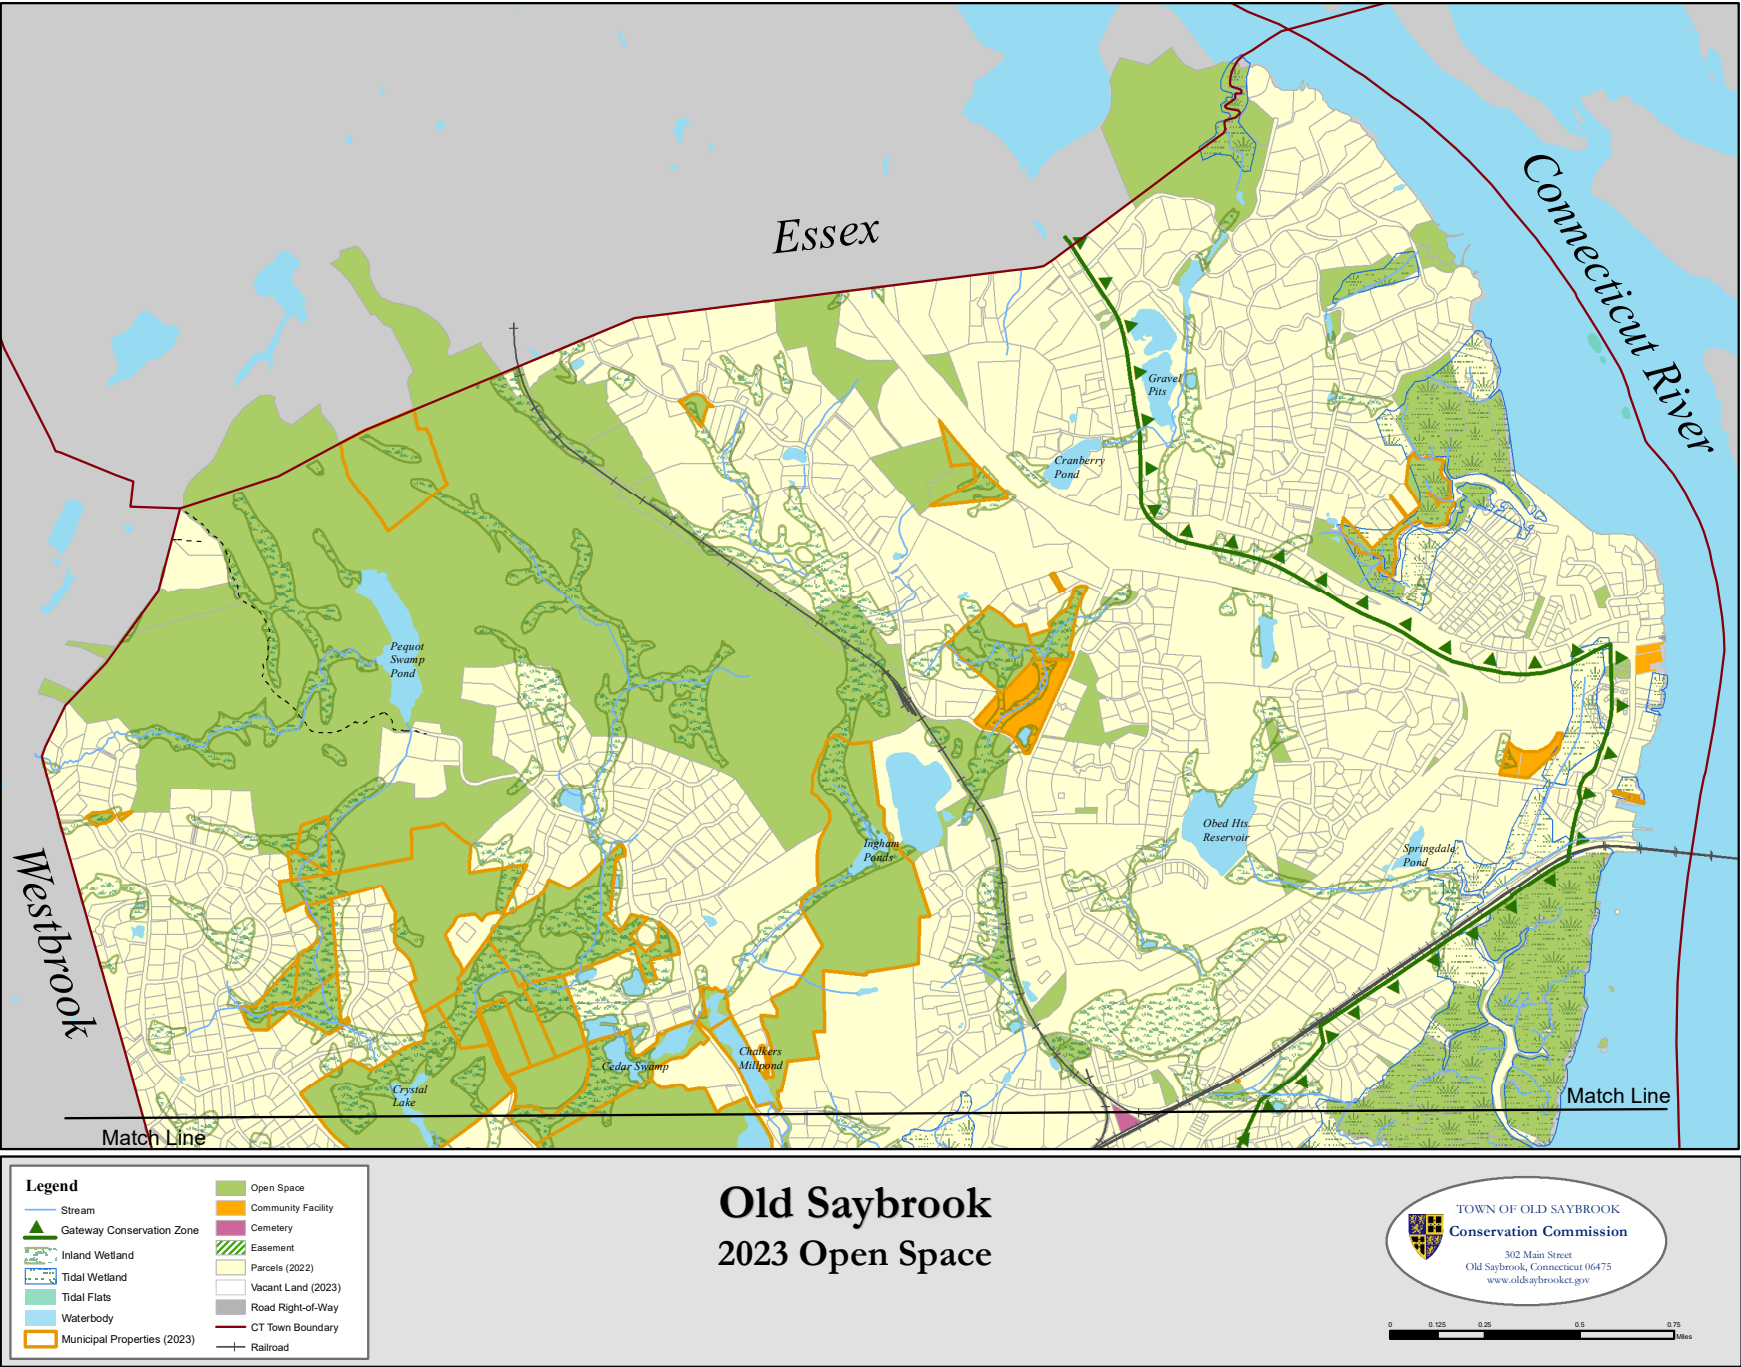 Essex
Connecticut River
Gravel
Pits
Cranberry
Pond
Pequot
Swamp
Pond
Obed Hts.
Reservoir
Springdale
Pond
Ingham
Ponds
Westbrook
Chalkers
Millpond
Cedar Swamp
Crystal
Lake
Match Line
Match Line
Legend
Stream
Gateway Conservation Zone
Inland Wetland
Tidal Wetland
Tidal Flats
Waterbody
Municipal Properties (2023)
Open Space
Community Facility
Cemetery
Easement
Parcels (2022)
Vacant Land (2023)
Road Right-of-Way
CT Town Boundary
Railroad
Old Saybrook
2023 Open Space
TOWN OF OLD SAYBROOK
Conservation Commission
302 Main Street
Old Saybrook, Connecticut 06475
www.oldsaybrookct.gov
0 0.125 0.25 0.5 0.75
Miles